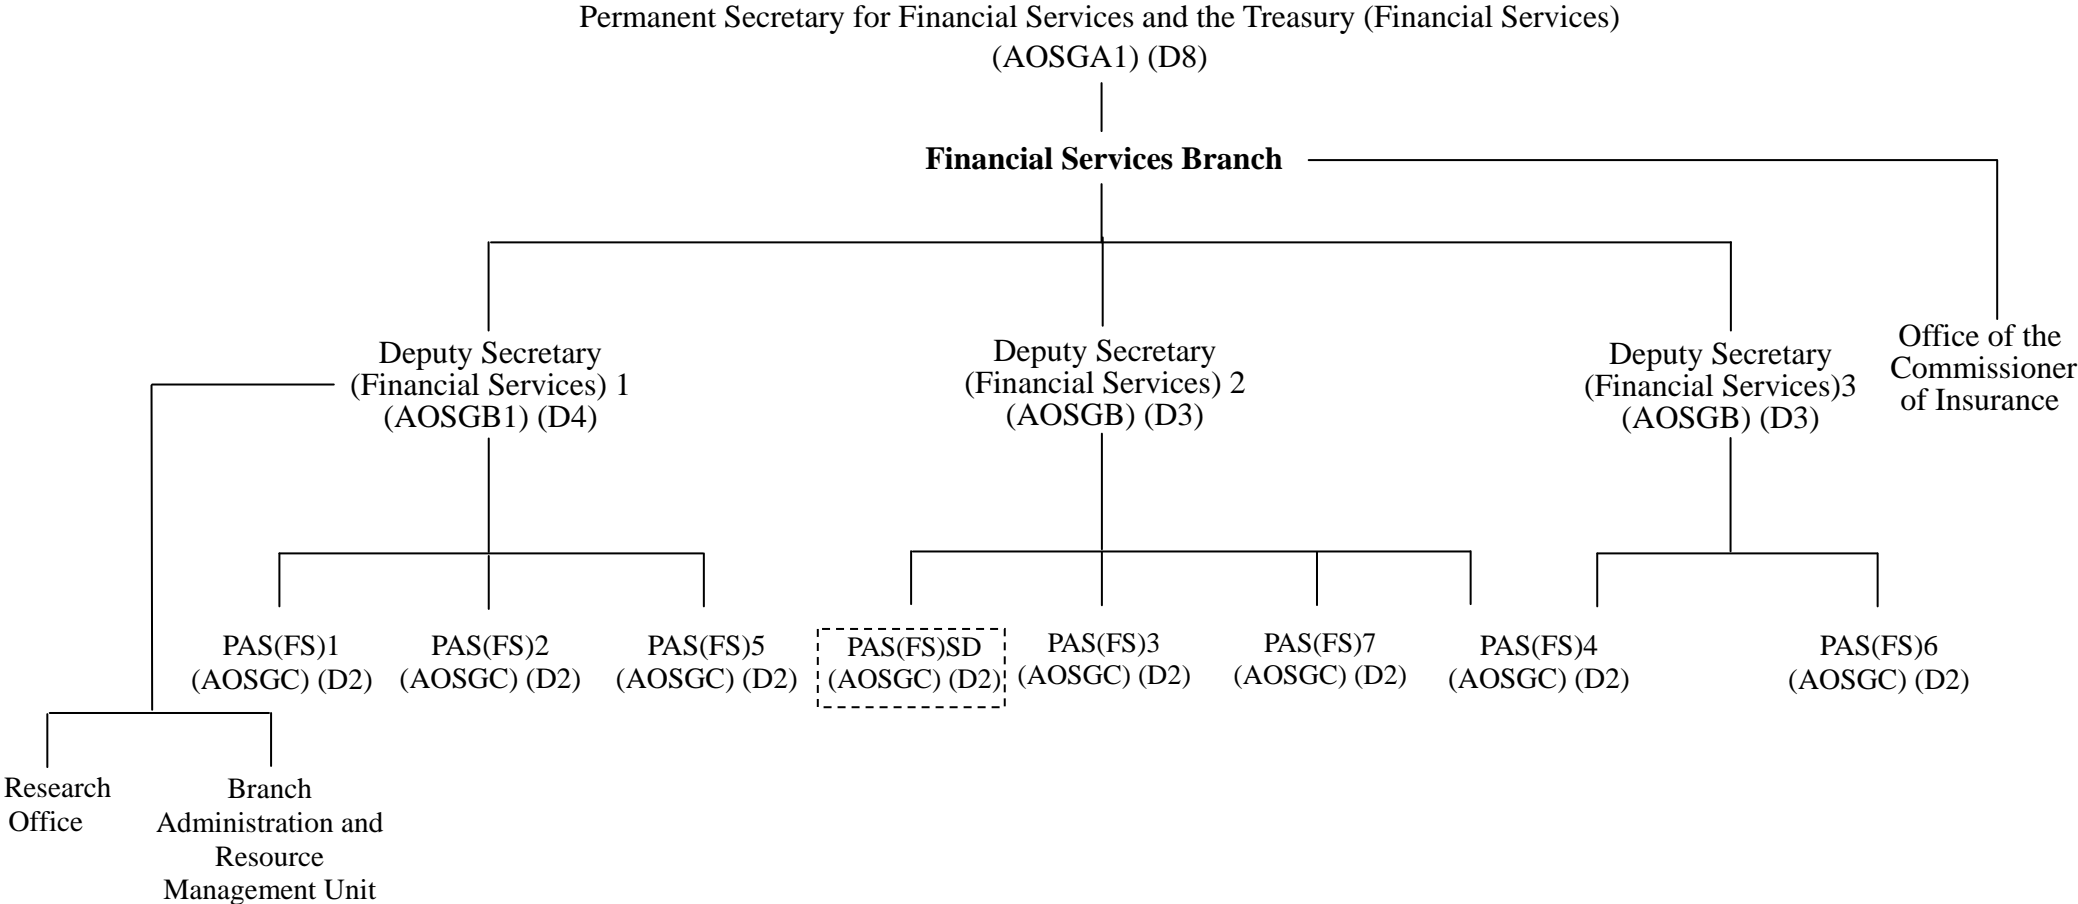 Permanent Secretary for Financial Services and the Treasury (Financial Services)
(AOSGA1) (D8)
Financial Services Branch
Deputy Secretary
(Financial Services) 1
(AOSGB1) (D4)
Deputy Secretary
(Financial Services) 2
(AOSGB) (D3)
Deputy Secretary
(Financial Services)3
(AOSGB) (D3)
Office of the
Commissioner
of Insurance
PAS(FS)1
(AOSGC) (D2)
PAS(FS)2
(AOSGC) (D2)
PAS(FS)5
(AOSGC) (D2)
PAS(FS)SD
(AOSGC) (D2)
PAS(FS)3
(AOSGC) (D2)
PAS(FS)7
(AOSGC) (D2)
PAS(FS)4
(AOSGC) (D2)
PAS(FS)6
(AOSGC) (D2)
Research
Office
Branch
Administration and
Resource
Management Unit